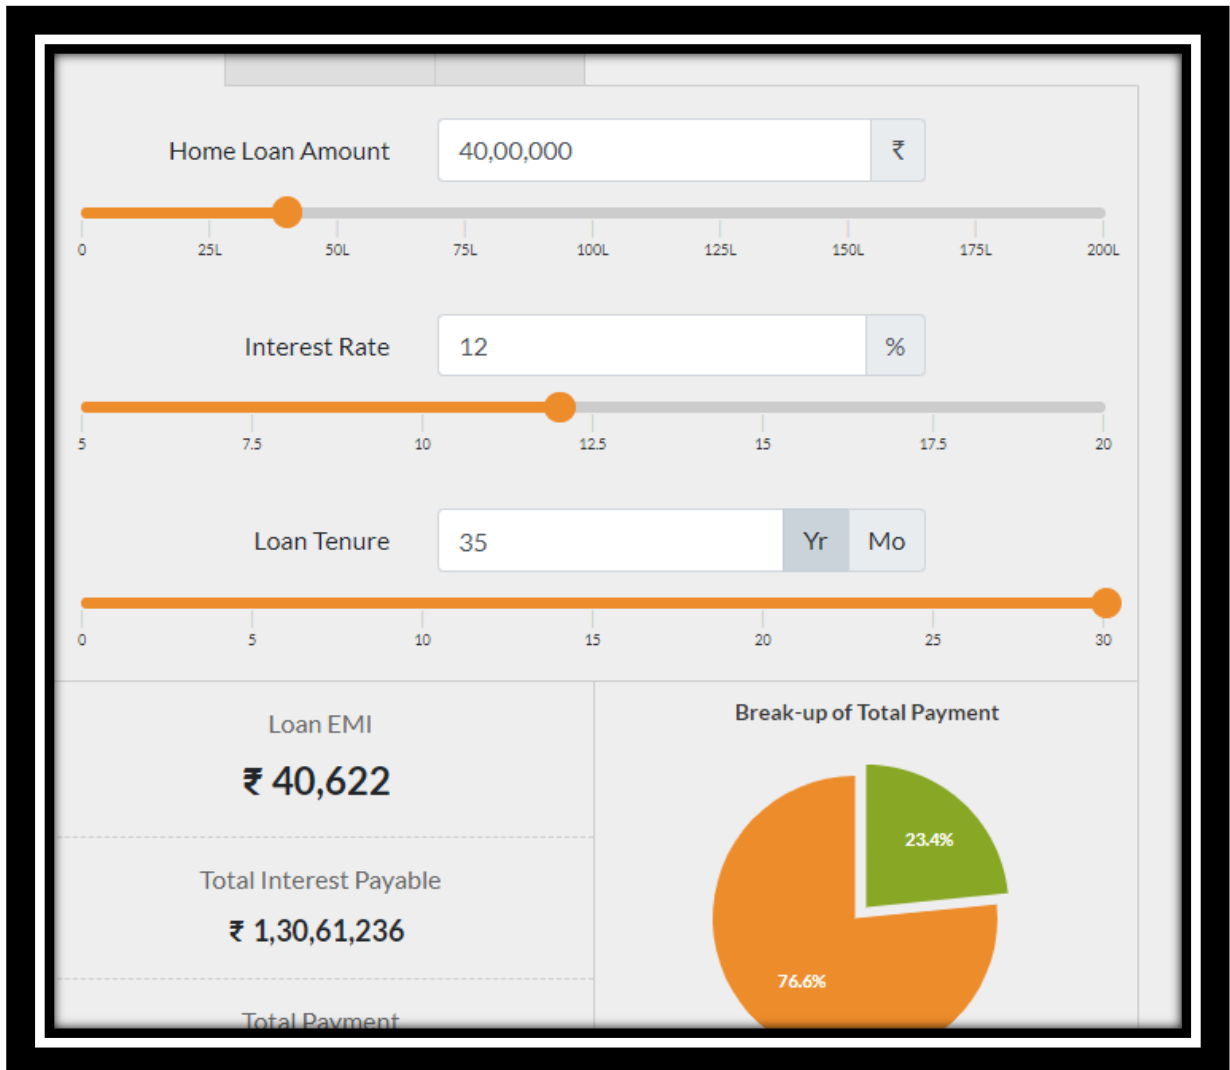 Home Loan Amount 40,00,000 ₹
0 25L 50L 75L 100L 125L 150L 175L 200L
Interest Rate 12 %
5 7.5 10 12.5 15 17.5 20
Loan Tenure 35 Yr Mo
0 5 10 15 20 25 30
Loan EMI
₹ 40,622
Total Interest Payable
₹ 1,30,61,236
Total Payment
Break-up of Total Payment
23.4%
76.6%